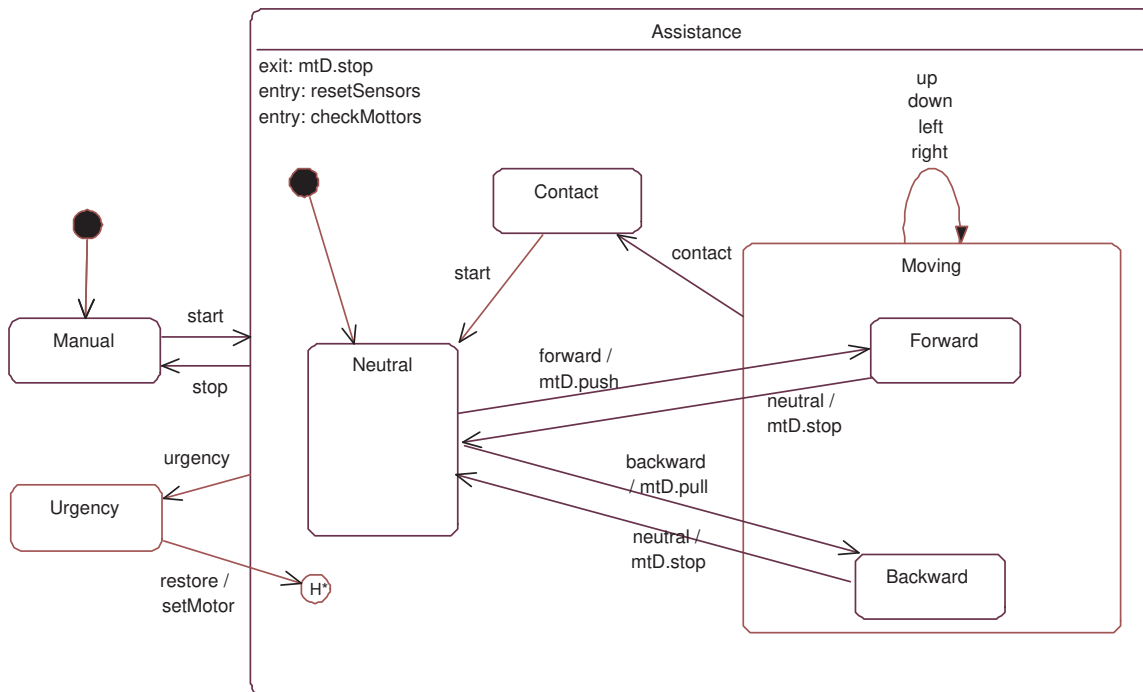 Assistance
exit: mtD.stop
entry: resetSensors
entry: checkMottors
up
down
left
right
Contact
contact
Moving
start
Manual
start
stop
Neutral
forward /
mtD.push
Forward
neutral /
mtD.stop
urgency
Urgency
backward
/ mtD.pull
neutral /
mtD.stop
Backward
restore /
setMotor
H*